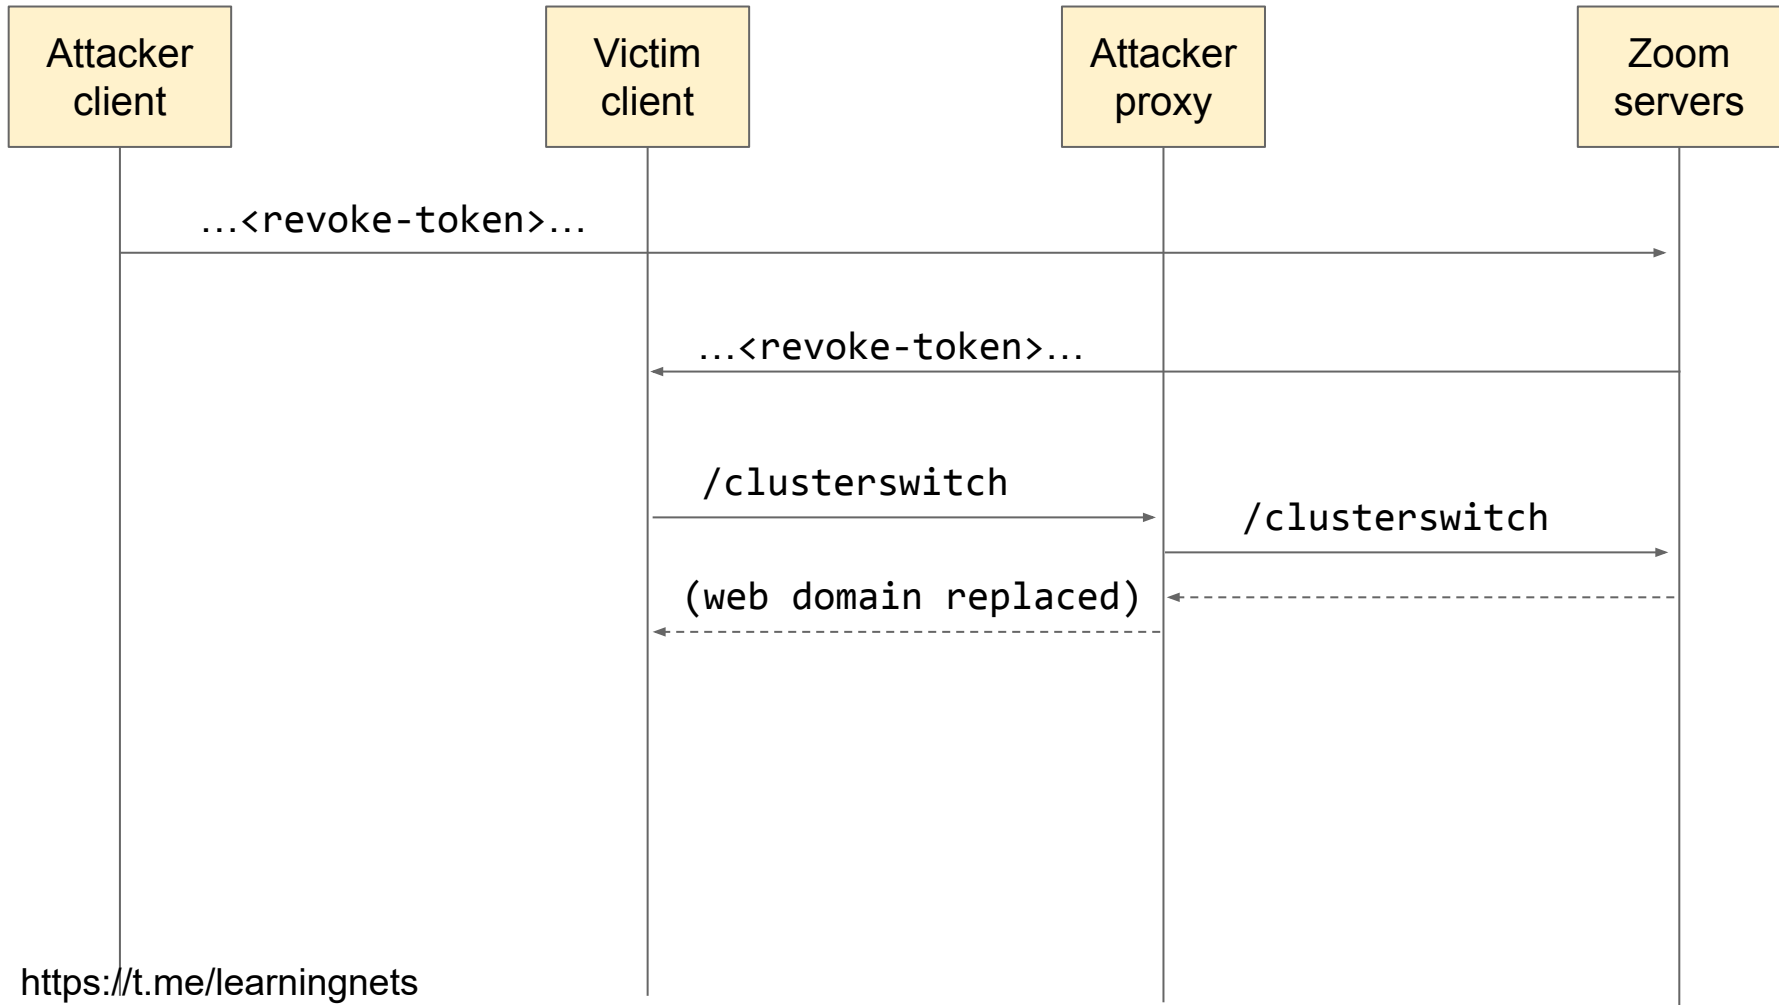 Attacker
client
Victim
client
Attacker
proxy
Zoom
servers
...<revoke-token>...
...<revoke-token>...
/clusterswitch
/clusterswitch
(web domain replaced)
https://t.me/learningnets